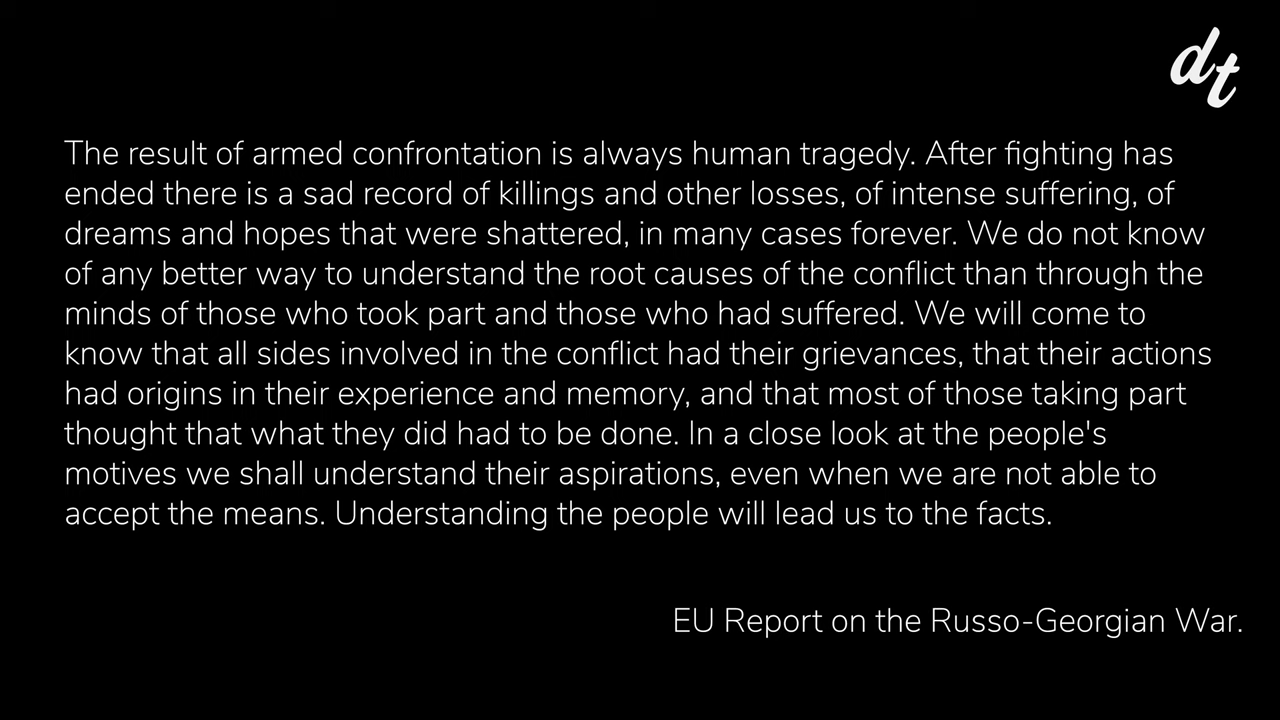 dt
The result of armed confrontation is always human tragedy. After fighting has
ended there is a sad record of killings and other losses, of intense suffering, of
dreams and hopes that were shattered, in many cases forever. We do not know
of any better way to understand the root causes of the conflict than through the
minds of those who took part and those who had suffered. We will come to
know that all sides involved in the conflict had their grievances, that their actions
had origins in their experience and memory, and that most of those taking part
thought that what they did had to be done. In a close look at the people's
motives we shall understand their aspirations, even when we are not able to
accept the means. Understanding the people will lead us to the facts.
EU Report on the Russo-Georgian War.